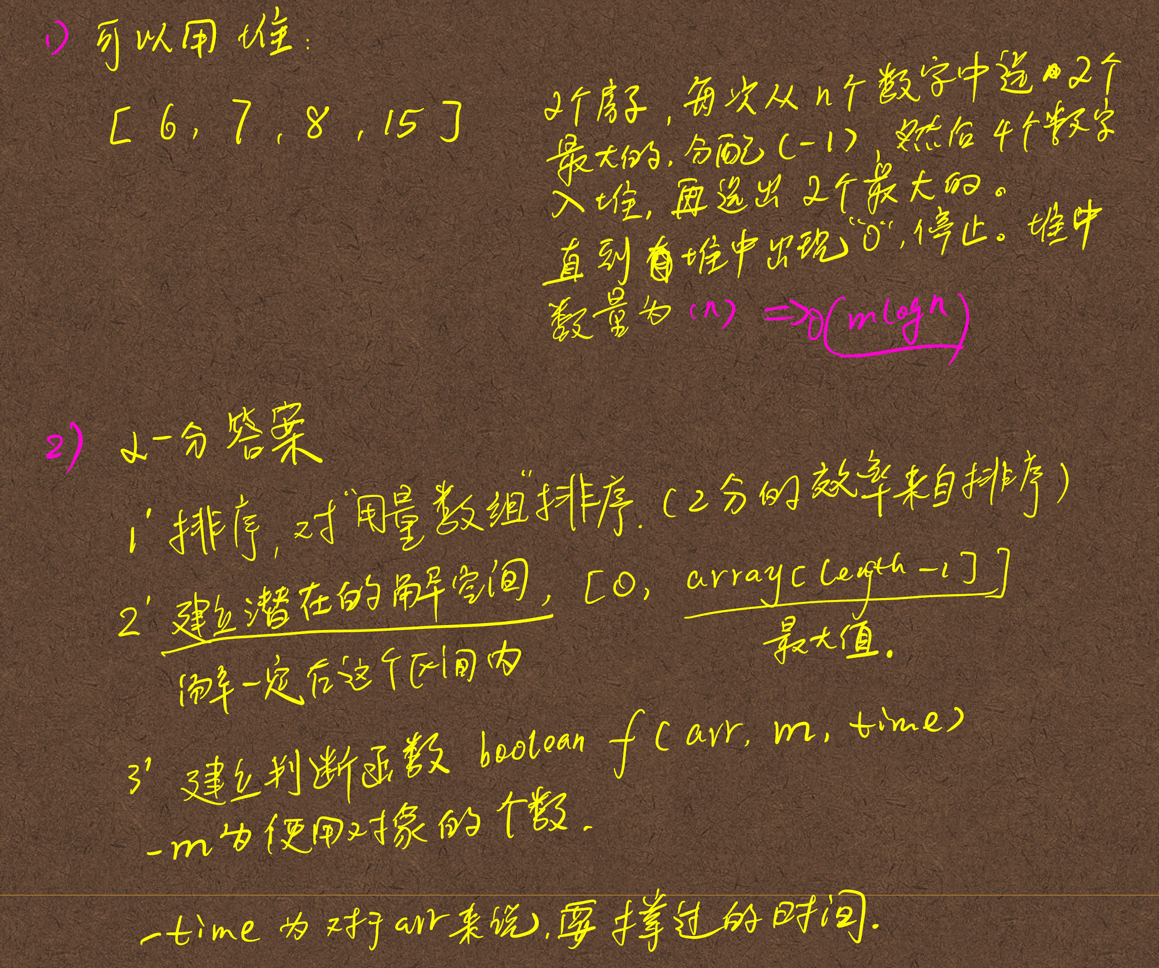 1) 可以用堆:
[ 6, 7, 8, 15 ]
2个房子, 每次从n个数字中选2个
最大的, 分配(-1), 然后4个数字
入堆, 再选出2个最大的。
直到堆中出现"0", 停止。堆中
数量为(n) => O(mlogn)
2) 二分答案
1' 排序, 对"用量数组"排序. (2分的效率来自排序)
2' 建立潜在的解空间, [0, array[length-1]]
最大值.
解一定在这个区间内
3' 建立判断函数 boolean f(arr, m, time)
-m为使用对象的个数.
-time 为对于arr来说, 要撑过的时间.